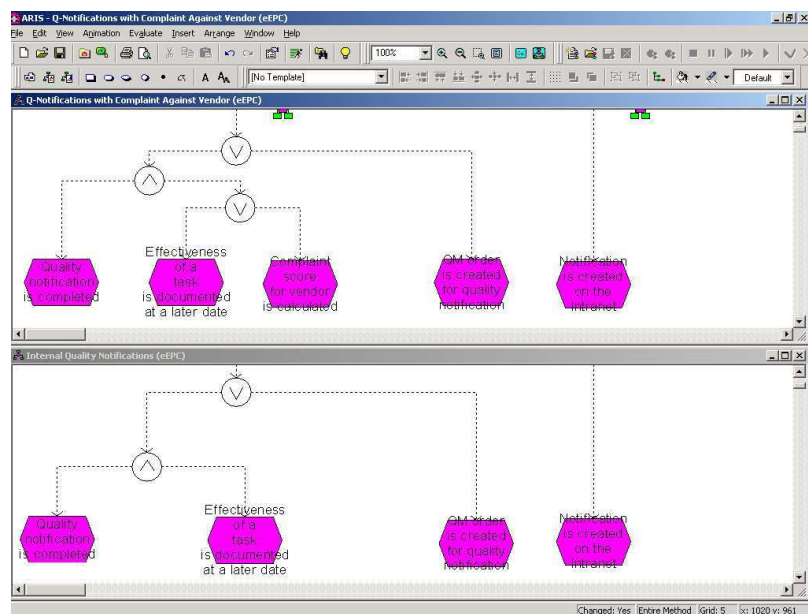 ARIS - Q-Notifications with Complaint Against Vendor (eEPC)
File Edit View Animation Evaluate Insert Arrange Window Help
100%
[No Template]
Default
Q-Notifications with Complaint Against Vendor (eEPC)
Quality
notification
is completed
Effectiveness
of a
task
is documented
at a later date
Complaint
score
for vendor
is calculated
QM order
is created
for quality
notification
Notification
is created
on the
intranet
Internal Quality Notifications (eEPC)
Quality
notification
is completed
Effectiveness
of a
task
is documented
at a later date
QM order
is created
for quality
notification
Notification
is created
on the
intranet
Changed: Yes Entire Method Grid: 5 x: 1020 y: 961